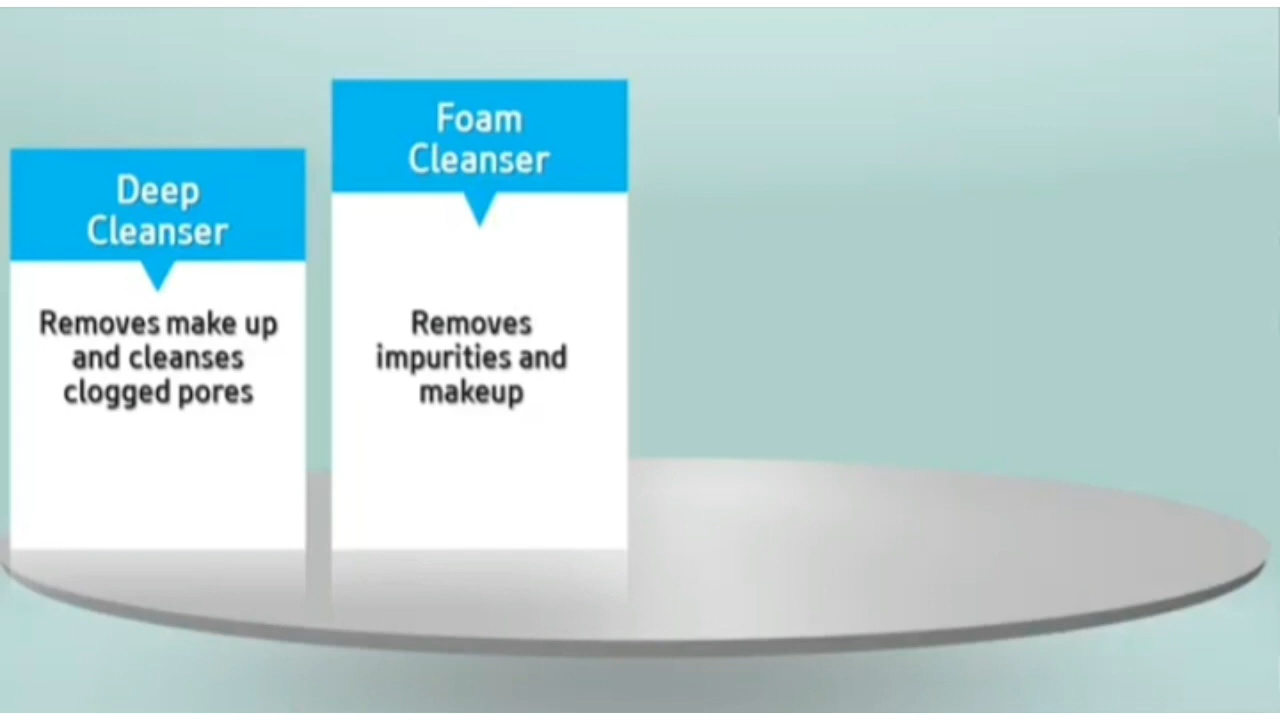 Deep
Cleanser
Removes make up
and cleanses
clogged pores
Foam
Cleanser
Removes
impurities and
makeup